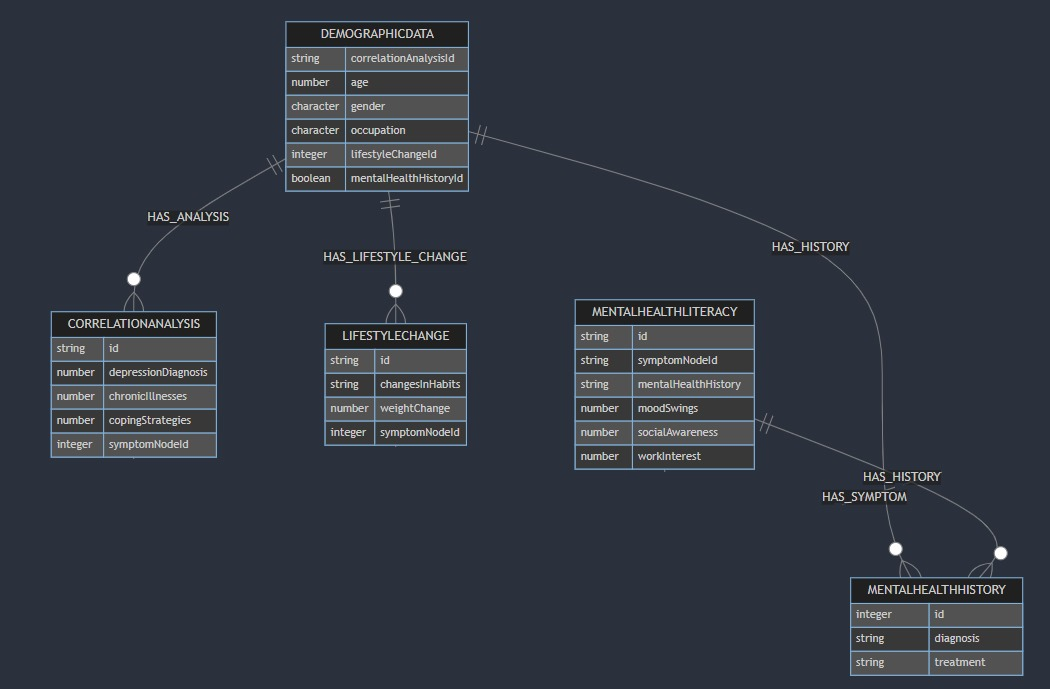 DEMOGRAPHICDATA
string correlationAnalysisId
number age
character gender
character occupation
integer lifestyleChangeId
boolean mentalHealthHistoryId
HAS_ANALYSIS
HAS_LIFESTYLE_CHANGE
HAS_HISTORY
CORRELATIONANALYSIS
string id
number depressionDiagnosis
number chronicIllnesses
number copingStrategies
integer symptomNodeId
LIFESTYLECHANGE
string id
string changesInHabits
number weightChange
integer symptomNodeId
MENTALHEALTHLITERACY
string id
string symptomNodeId
string mentalHealthHistory
number moodSwings
number socialAwareness
number workInterest
HAS_HISTORY
HAS_SYMPTOM
MENTALHEALTHHISTORY
integer id
string diagnosis
string treatment